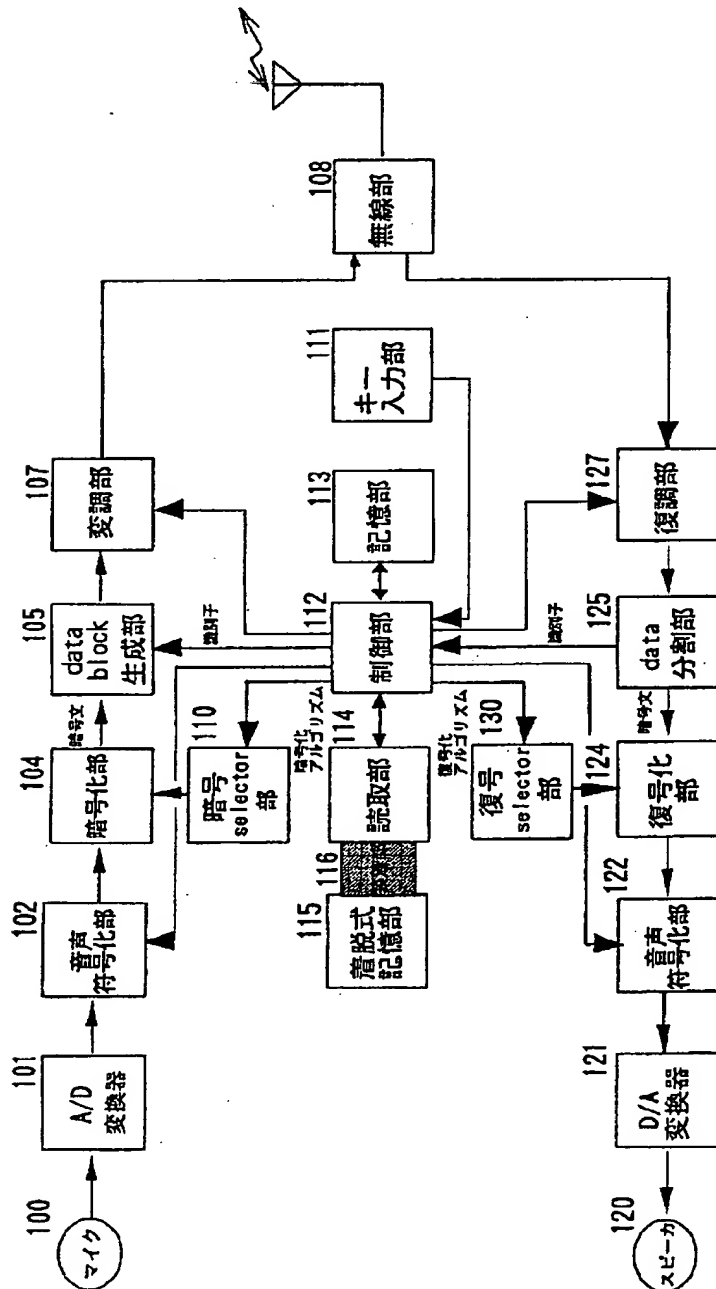 100
マイク
101
A/D
変換器
102
音声
符号化部
104
暗号化部
暗号文
105
data
block
生成部
識別子
107
変調部
108
無線部
110
暗号
selector
部
暗号化
アルゴリズム
111
キー
入力部
112
制御部
113
記憶部
114
読取部
115
着脱式
記憶部
116
復号化
アルゴリズム
130
復号
selector
部
120
スピーカ
121
D/A
変換器
122
音声
符号化部
124
復号化
部
暗号文
125
data
分割部
識別子
127
復調部